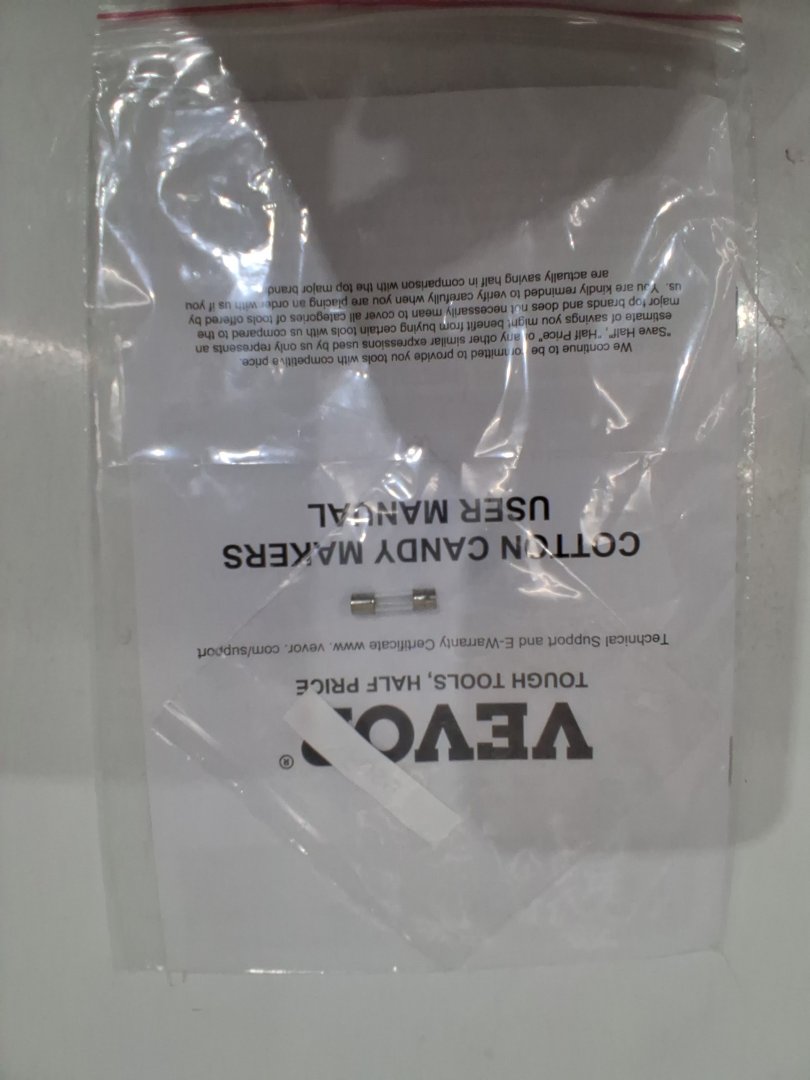 VEVOR®
TOUGH TOOLS, HALF PRICE
Technical Support and E-Warranty Certificate www. vevor. com/support
COTTON CANDY MAKERS
USER MANUAL
We continue to be committed to provide you tools with competitive price.
"Save Half", "Half Price" or any other similar expressions used by us only represents an
estimate of savings you might benefit from buying certain tools with us compared to the
major top brands and does not necessarily mean to cover all categories of tools offered by
us. You are kindly reminded to verify carefully when you are placing an order with us if you
are actually saving half in comparison with the top major brand